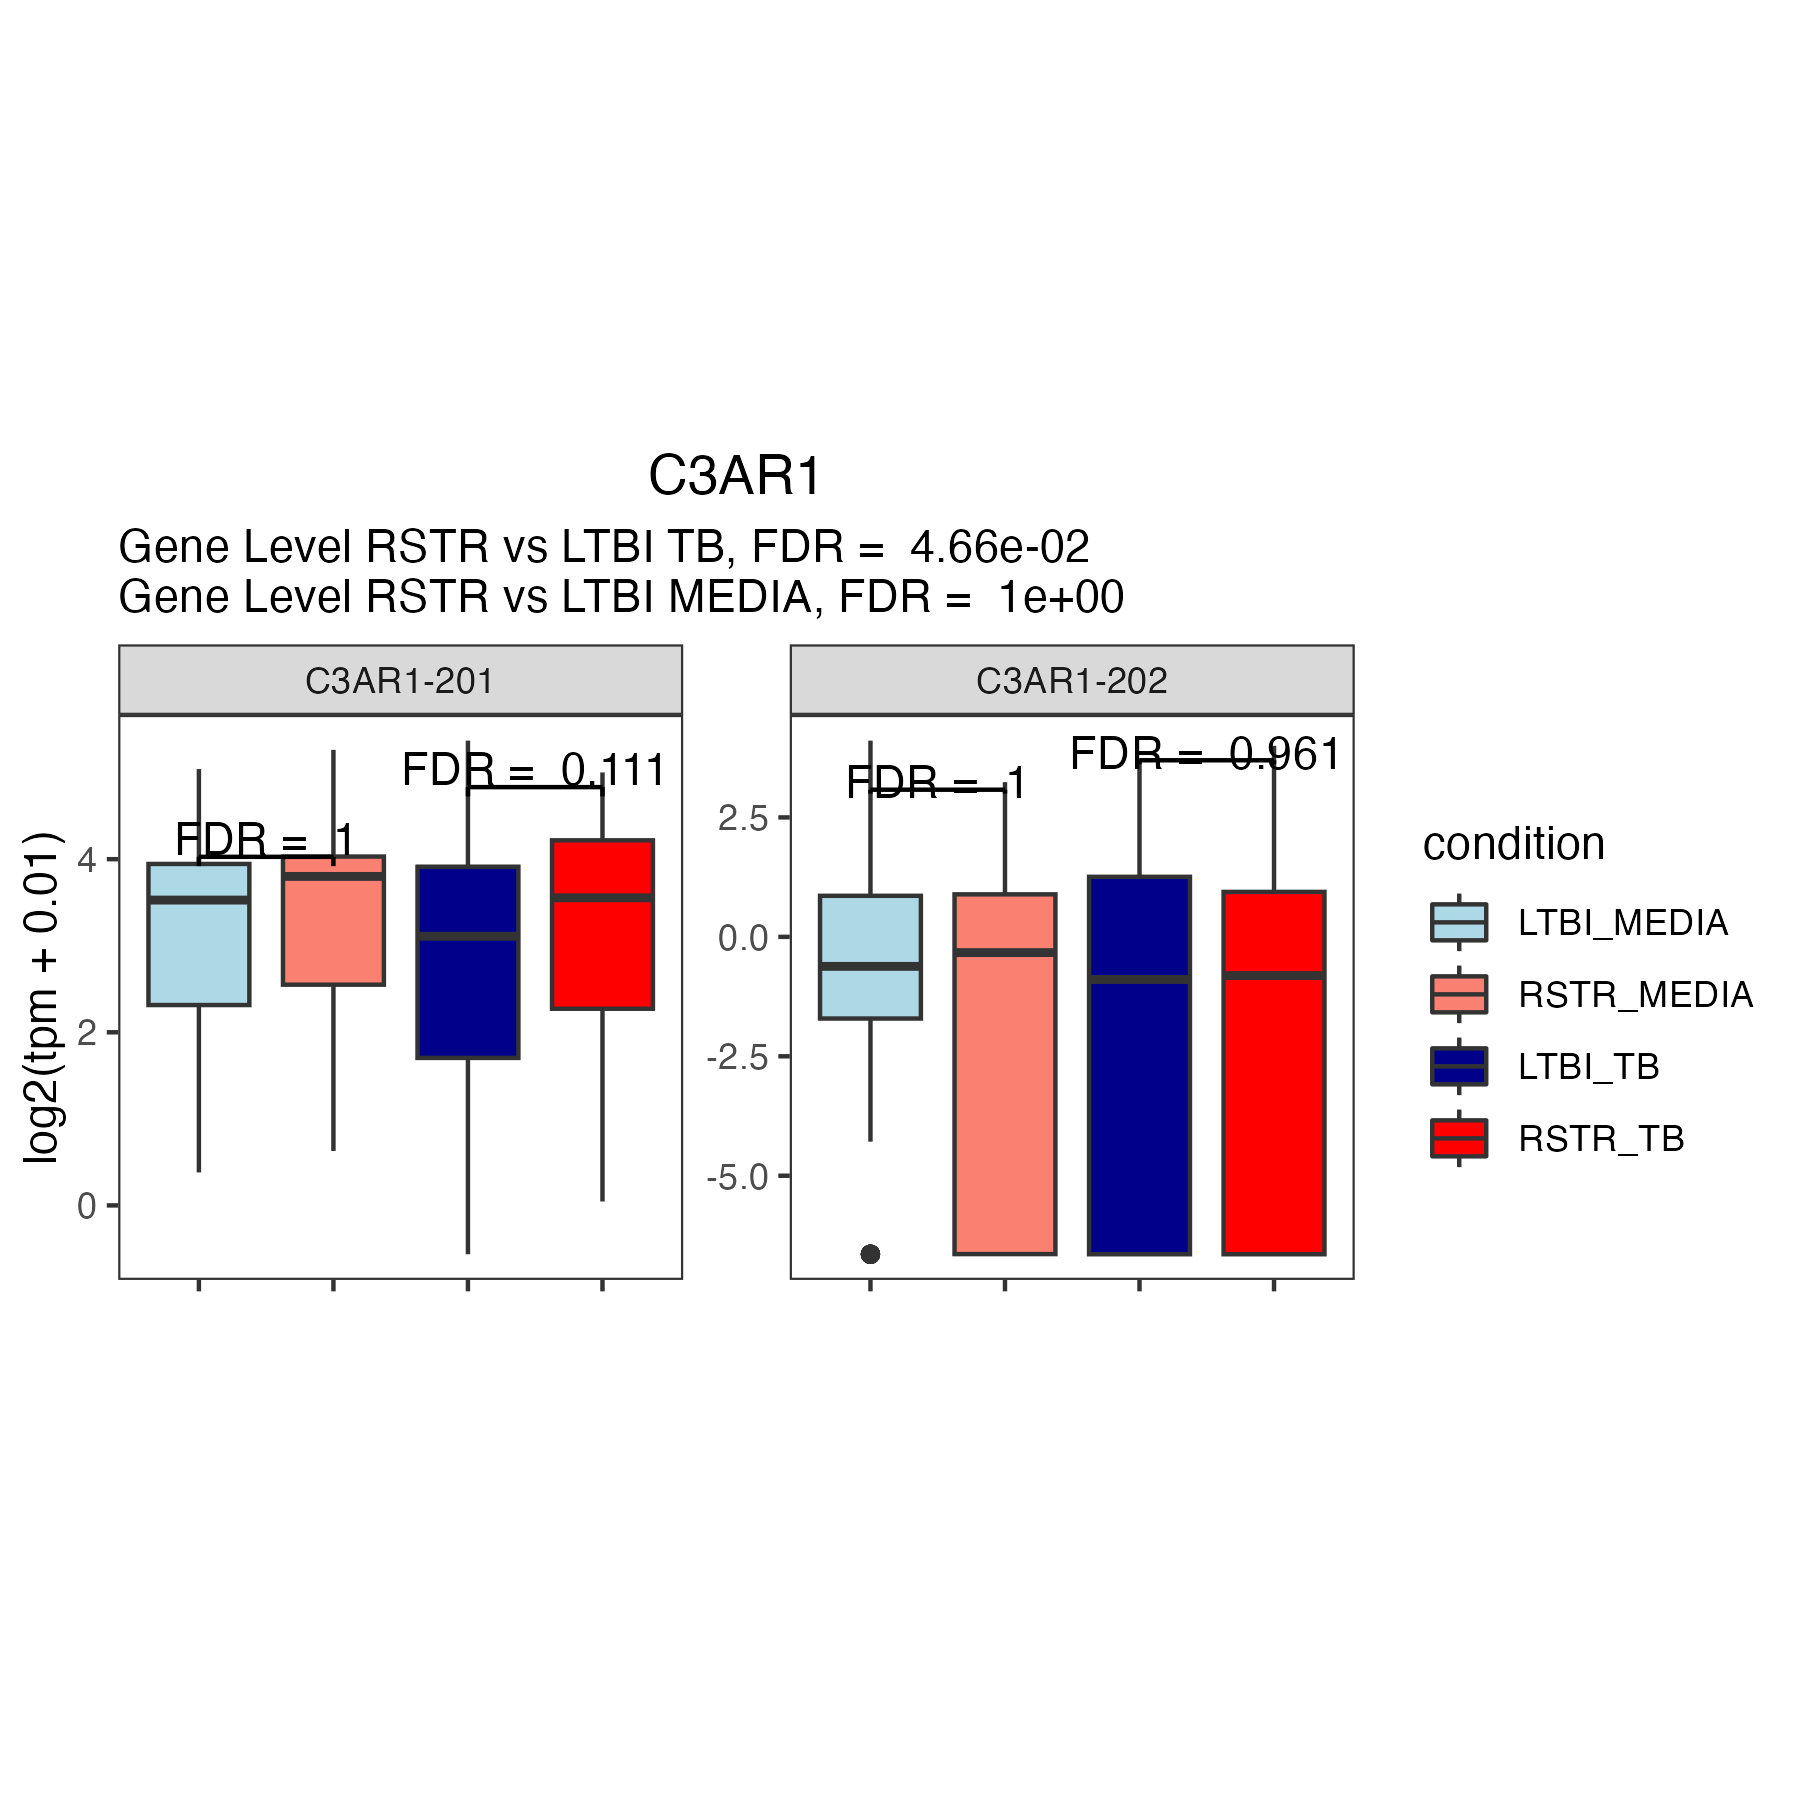 C3AR1
Gene Level RSTR vs LTBI TB, FDR =  4.66e-02
Gene Level RSTR vs LTBI MEDIA, FDR =  1e+00
C3AR1-201
C3AR1-202
FDR =  0.111
FDR =  1
FDR =  0.961
FDR =  1
log2(tpm + 0.01)
4
2
0
2.5
0.0
-2.5
-5.0
condition
LTBI_MEDIA
RSTR_MEDIA
LTBI_TB
RSTR_TB